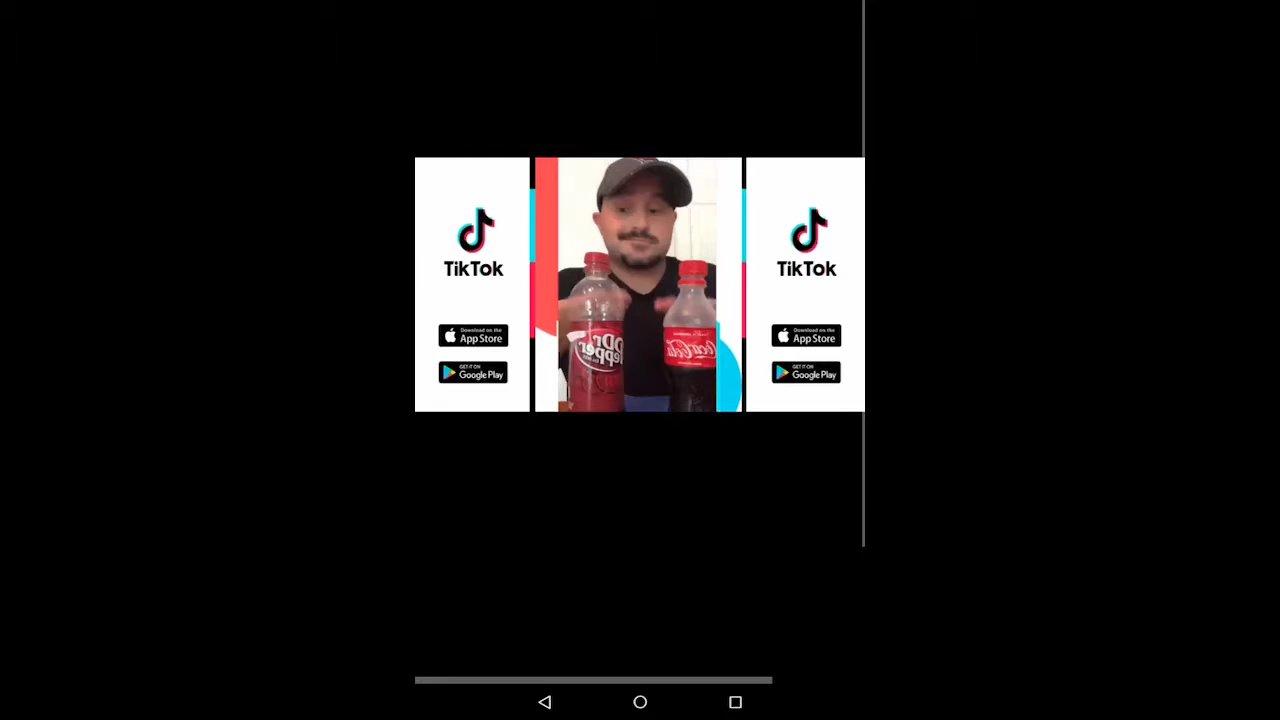 TikTok
Download on the
App Store
GET IT ON
Google Play
Dr
Pepper
Coca-Cola
TikTok
Download on the
App Store
GET IT ON
Google Play